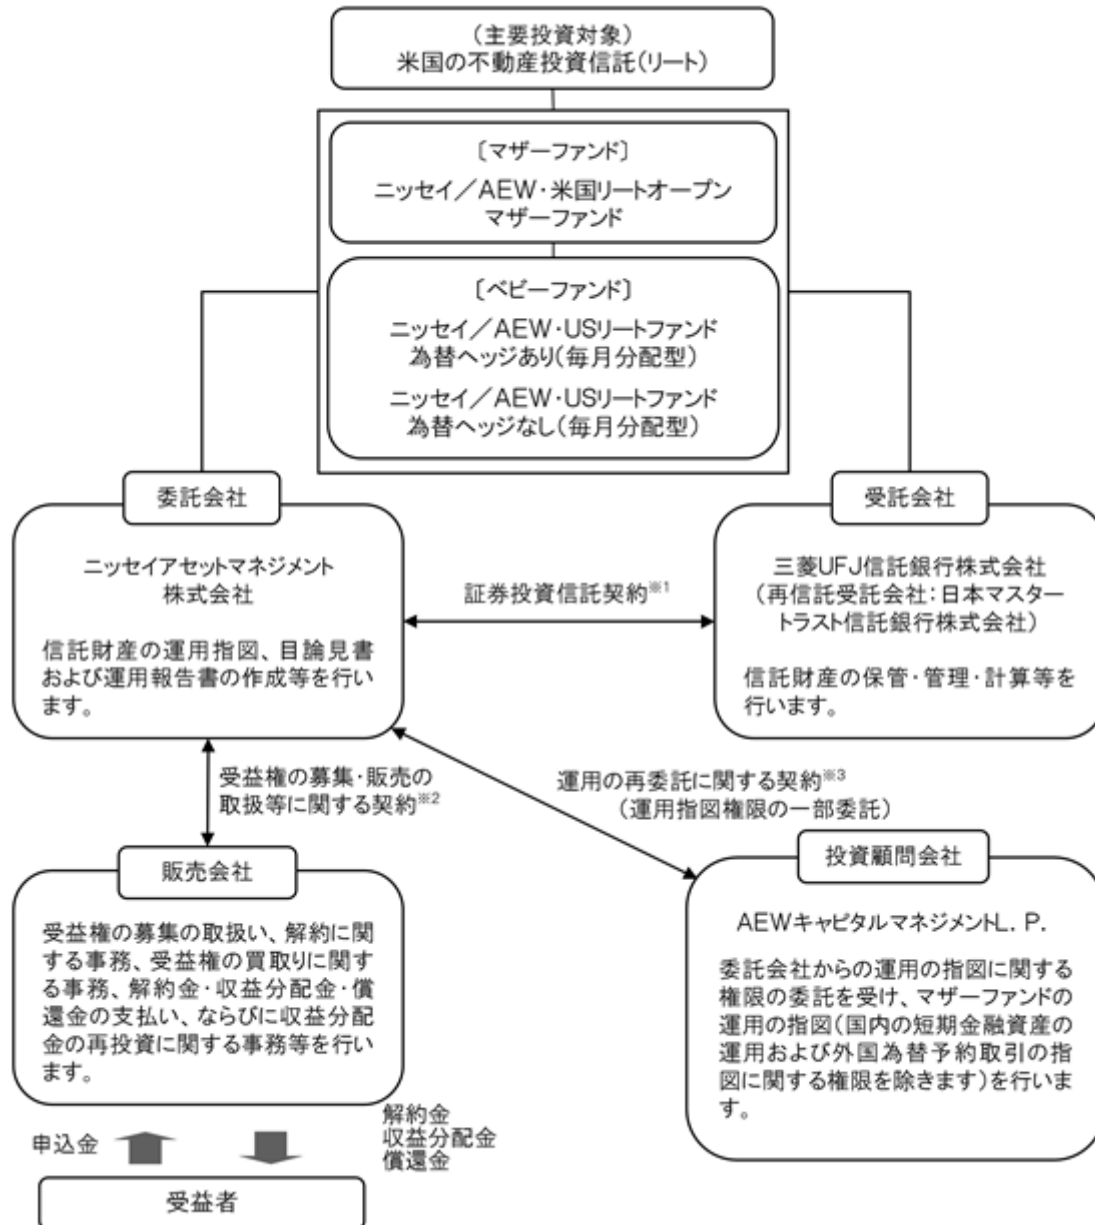 (主要投資対象)
米国の不動産投資信託(リート)
〔マザーファンド〕
ニッセイ／AEW・米国リートオープン
マザーファンド
〔ベビーファンド〕
ニッセイ／AEW・USリートファンド
為替ヘッジあり(毎月分配型)
ニッセイ／AEW・USリートファンド
為替ヘッジなし(毎月分配型)
委託会社
ニッセイアセットマネジメント
株式会社
信託財産の運用指図、目論見書
および運用報告書の作成等を行い
ます。
証券投資信託契約※1
受託会社
三菱UFJ信託銀行株式会社
(再信託受託会社：日本マスター
トラスト信託銀行株式会社)
信託財産の保管・管理・計算等を
行います。
受益権の募集・販売の
取扱等に関する契約※2
運用の再委託に関する契約※3
(運用指図権限の一部委託)
販売会社
受益権の募集の取扱い、解約に関
する事務、受益権の買取りに関す
る事務、解約金・収益分配金・償
還金の支払い、ならびに収益分配
金の再投資に関する事務等を行い
ます。
投資顧問会社
AEWキャピタルマネジメントL．P．
委託会社からの運用の指図に関する
権限の委託を受け、マザーファンドの
運用の指図(国内の短期金融資産の
運用および外国為替予約取引の指
図に関する権限を除きます)を行いま
す。
申込金
解約金
収益分配金
償還金
受益者